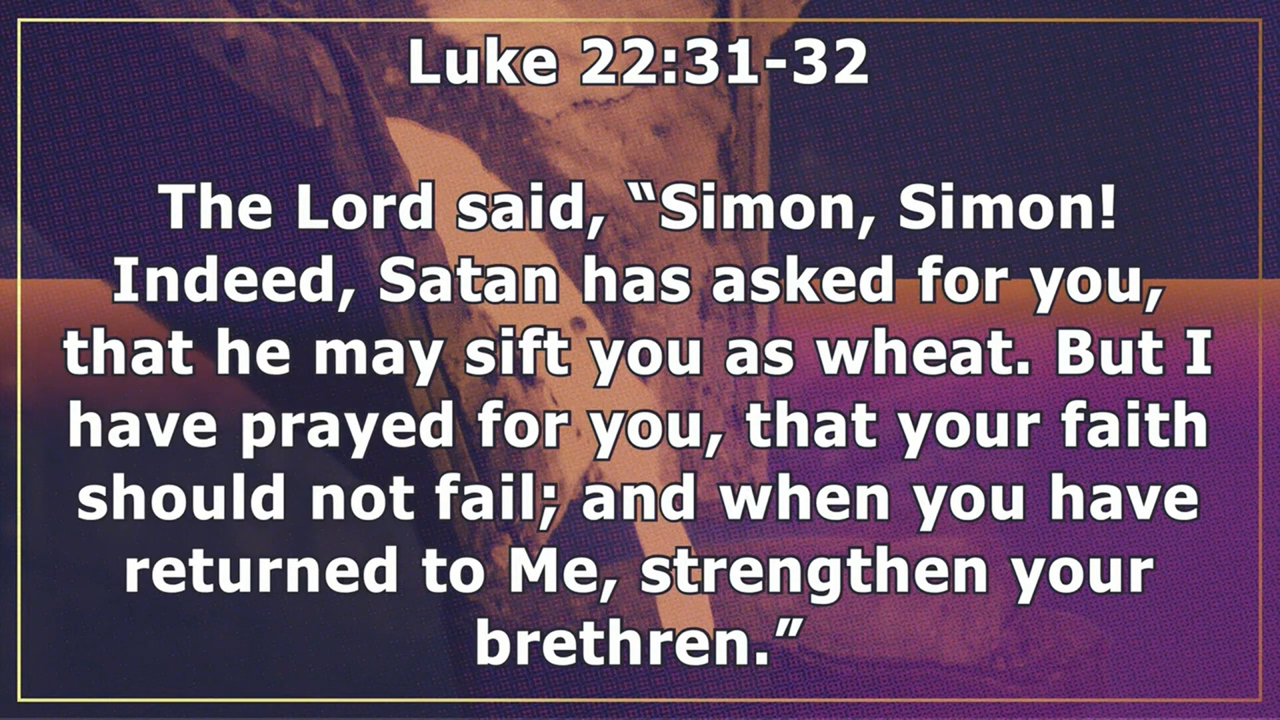 Luke 22:31-32
The Lord said, “Simon, Simon!
Indeed, Satan has asked for you,
that he may sift you as wheat. But I
have prayed for you, that your faith
should not fail; and when you have
returned to Me, strengthen your
brethren.”